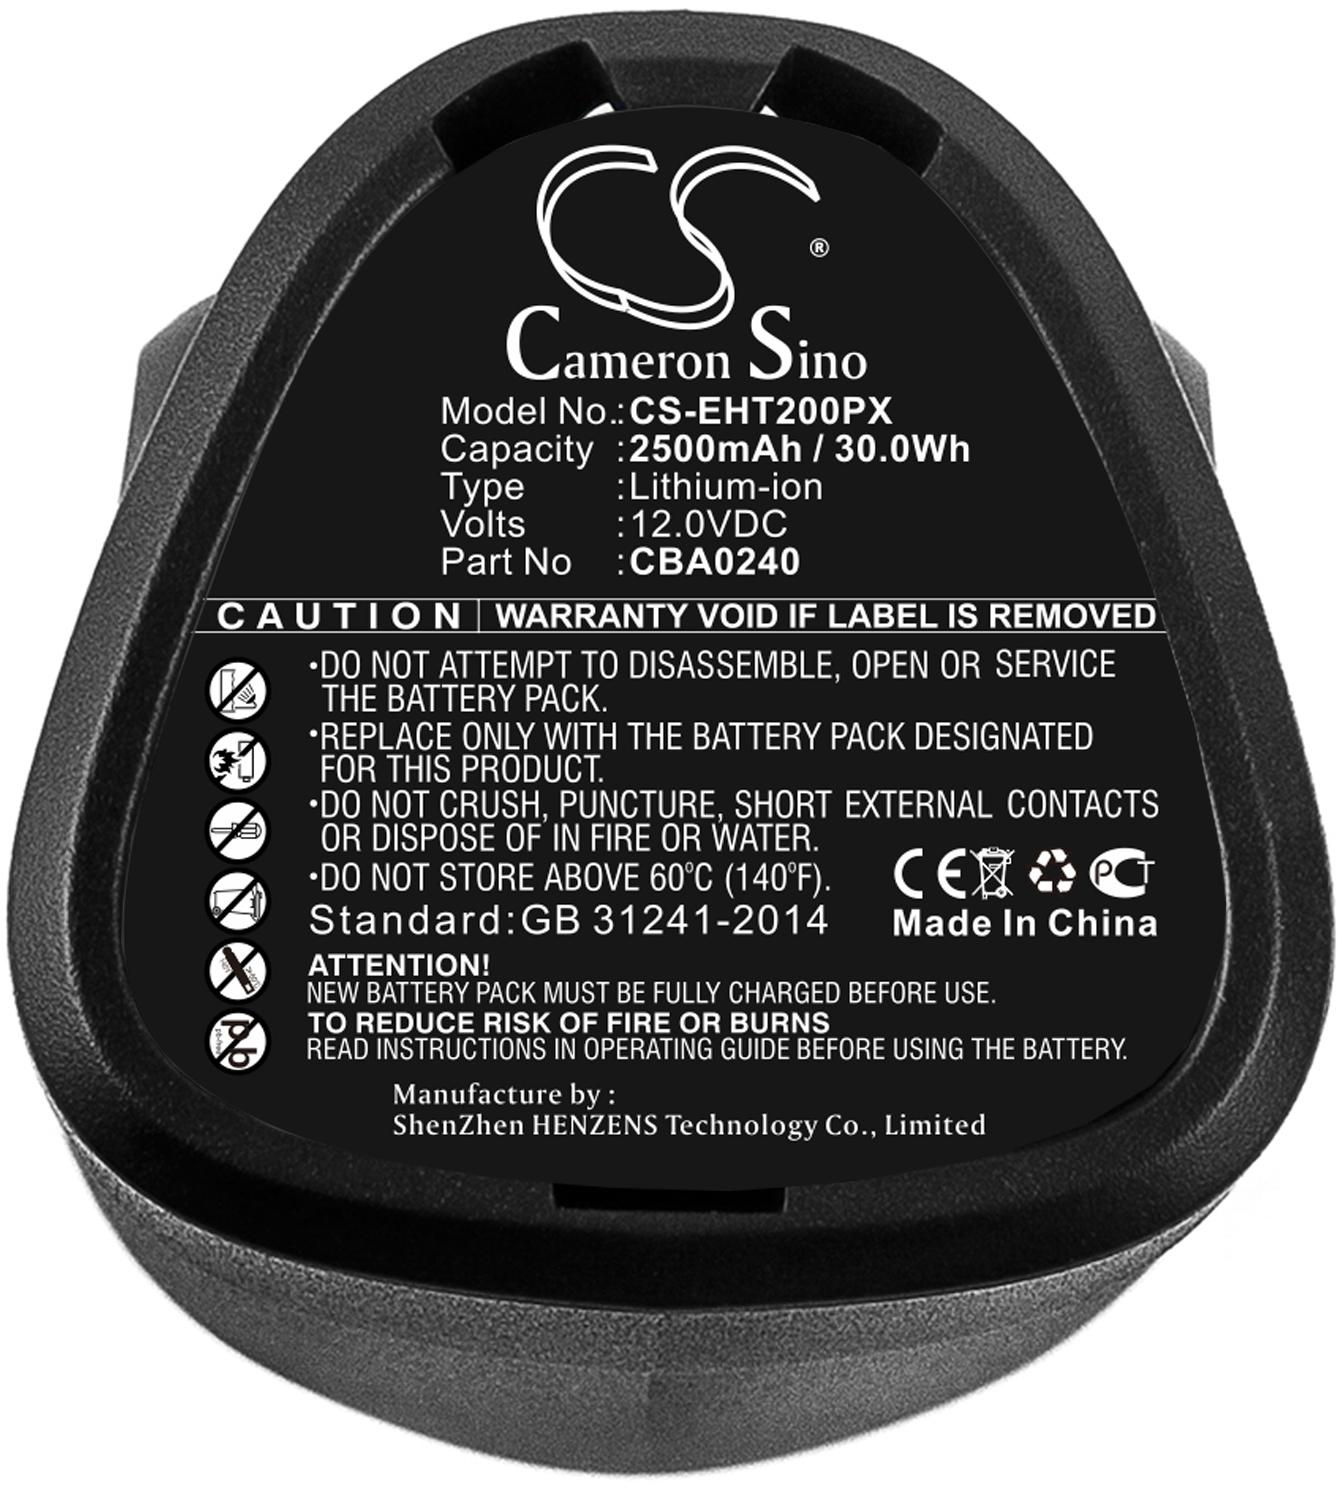 CS
®
Cameron Sino
Model No.:CS-EHT200PX
Capacity :2500mAh / 30.0Wh
Type :Lithium-ion
Volts :12.0VDC
Part No :CBA0240
CAUTION | WARRANTY VOID IF LABEL IS REMOVED
•DO NOT ATTEMPT TO DISASSEMBLE, OPEN OR SERVICE
THE BATTERY PACK.
•REPLACE ONLY WITH THE BATTERY PACK DESIGNATED
FOR THIS PRODUCT.
•DO NOT CRUSH, PUNCTURE, SHORT EXTERNAL CONTACTS
OR DISPOSE OF IN FIRE OR WATER.
•DO NOT STORE ABOVE 60°C (140°F).
CE PCT
Standard:GB 31241-2014
Made In China
ATTENTION!
NEW BATTERY PACK MUST BE FULLY CHARGED BEFORE USE.
TO REDUCE RISK OF FIRE OR BURNS
READ INSTRUCTIONS IN OPERATING GUIDE BEFORE USING THE BATTERY.
Manufacture by :
ShenZhen HENZENS Technology Co., Limited